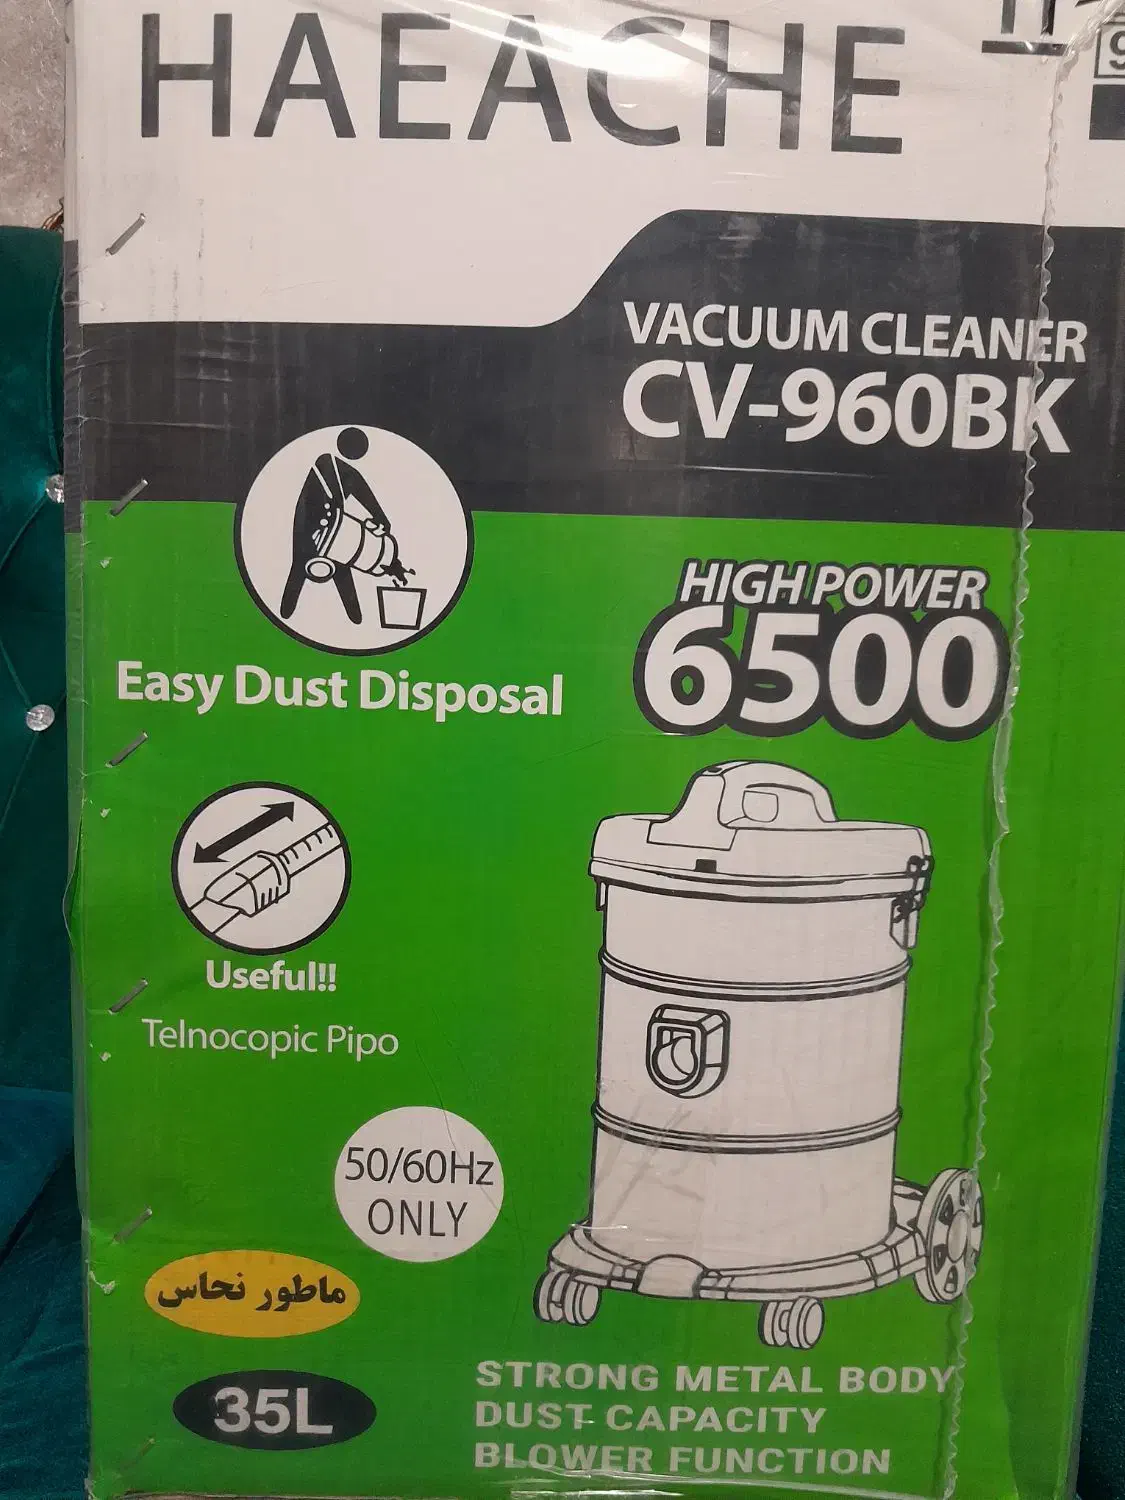 HAEACHE
VACUUM CLEANER
CV-960BK
HIGH POWER
6500
Easy Dust Disposal
Useful!!
Telnocopic Pipo
50/60Hz
ONLY
ماطور نحاس
35L
STRONG METAL BODY
DUST CAPACITY
BLOWER FUNCTION